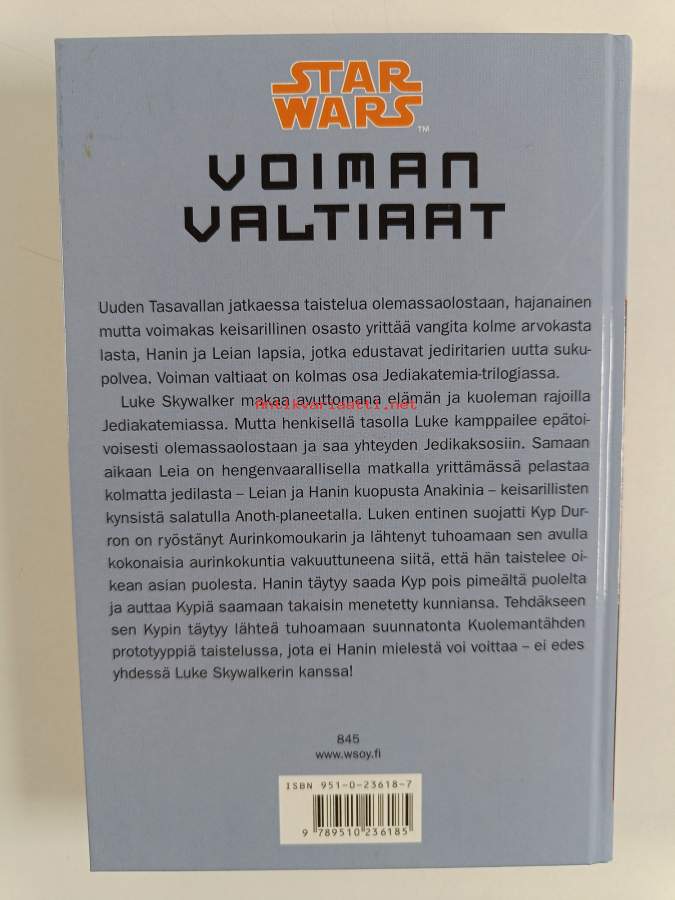 STAR
WARS
™
VOIMAN
VALTIAAT
Uuden Tasavallan jatkaessa taistelua olemassaolostaan, hajanainen
mutta voimakas keisarillinen osasto yrittää vangita kolme arvokasta
lasta, Hanin ja Leian lapsia, jotka edustavat jediritarien uutta suku-
polvea. Voiman valtiaat on kolmas osa Jediakatemia-trilogiassa.
Luke Skywalker makaa avuttomana elämän ja kuoleman rajoilla
Antikvariaatti.net
Jediakatemiassa. Mutta henkisellä tasolla Luke kamppailee epätoi-
voisesti olemassaolostaan ja saa yhteyden Jedikaksosiin. Samaan
aikaan Leia on hengenvaarallisella matkalla yrittämässä pelastaa
kolmatta jedilasta – Leian ja Hanin kuopusta Anakinia – keisarillisten
kynsistä salatulla Anoth-planeetalla. Luken entinen suojatti Kyp Dur-
ron on ryöstänyt Aurinkomoukarin ja lähtenyt tuhoamaan sen avulla
kokonaisia aurinkokuntia vakuuttuneena siitä, että hän taistelee oi-
kean asian puolesta. Hanin täytyy saada Kyp pois pimeältä puolelta
ja auttaa Kypiä saamaan takaisin menetetty kunniansa. Tehdäkseen
sen Kypin täytyy lähteä tuhoamaan suunnatonta Kuolemantähden
prototyyppiä taistelussa, jota ei Hanin mielestä voi voittaa – ei edes
yhdessä Luke Skywalkerin kanssa!
845
www.wsoy.fi
ISBN 951-0-23618-7
9 789510 236185